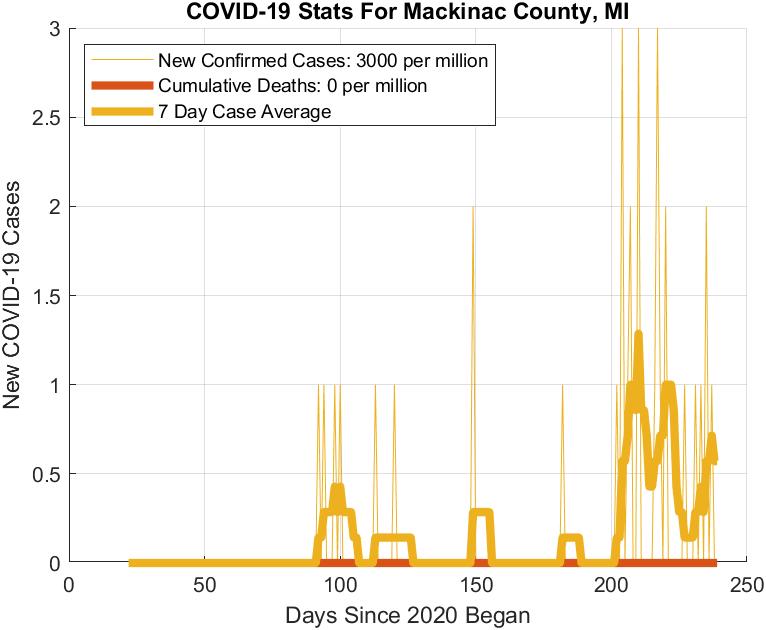 COVID-19 Stats For Mackinac County, MI
New Confirmed Cases: 3000 per million
Cumulative Deaths: 0 per million
7 Day Case Average
New COVID-19 Cases
3
2.5
2
1.5
1
0.5
0
0 50 100 150 200 250
Days Since 2020 Began